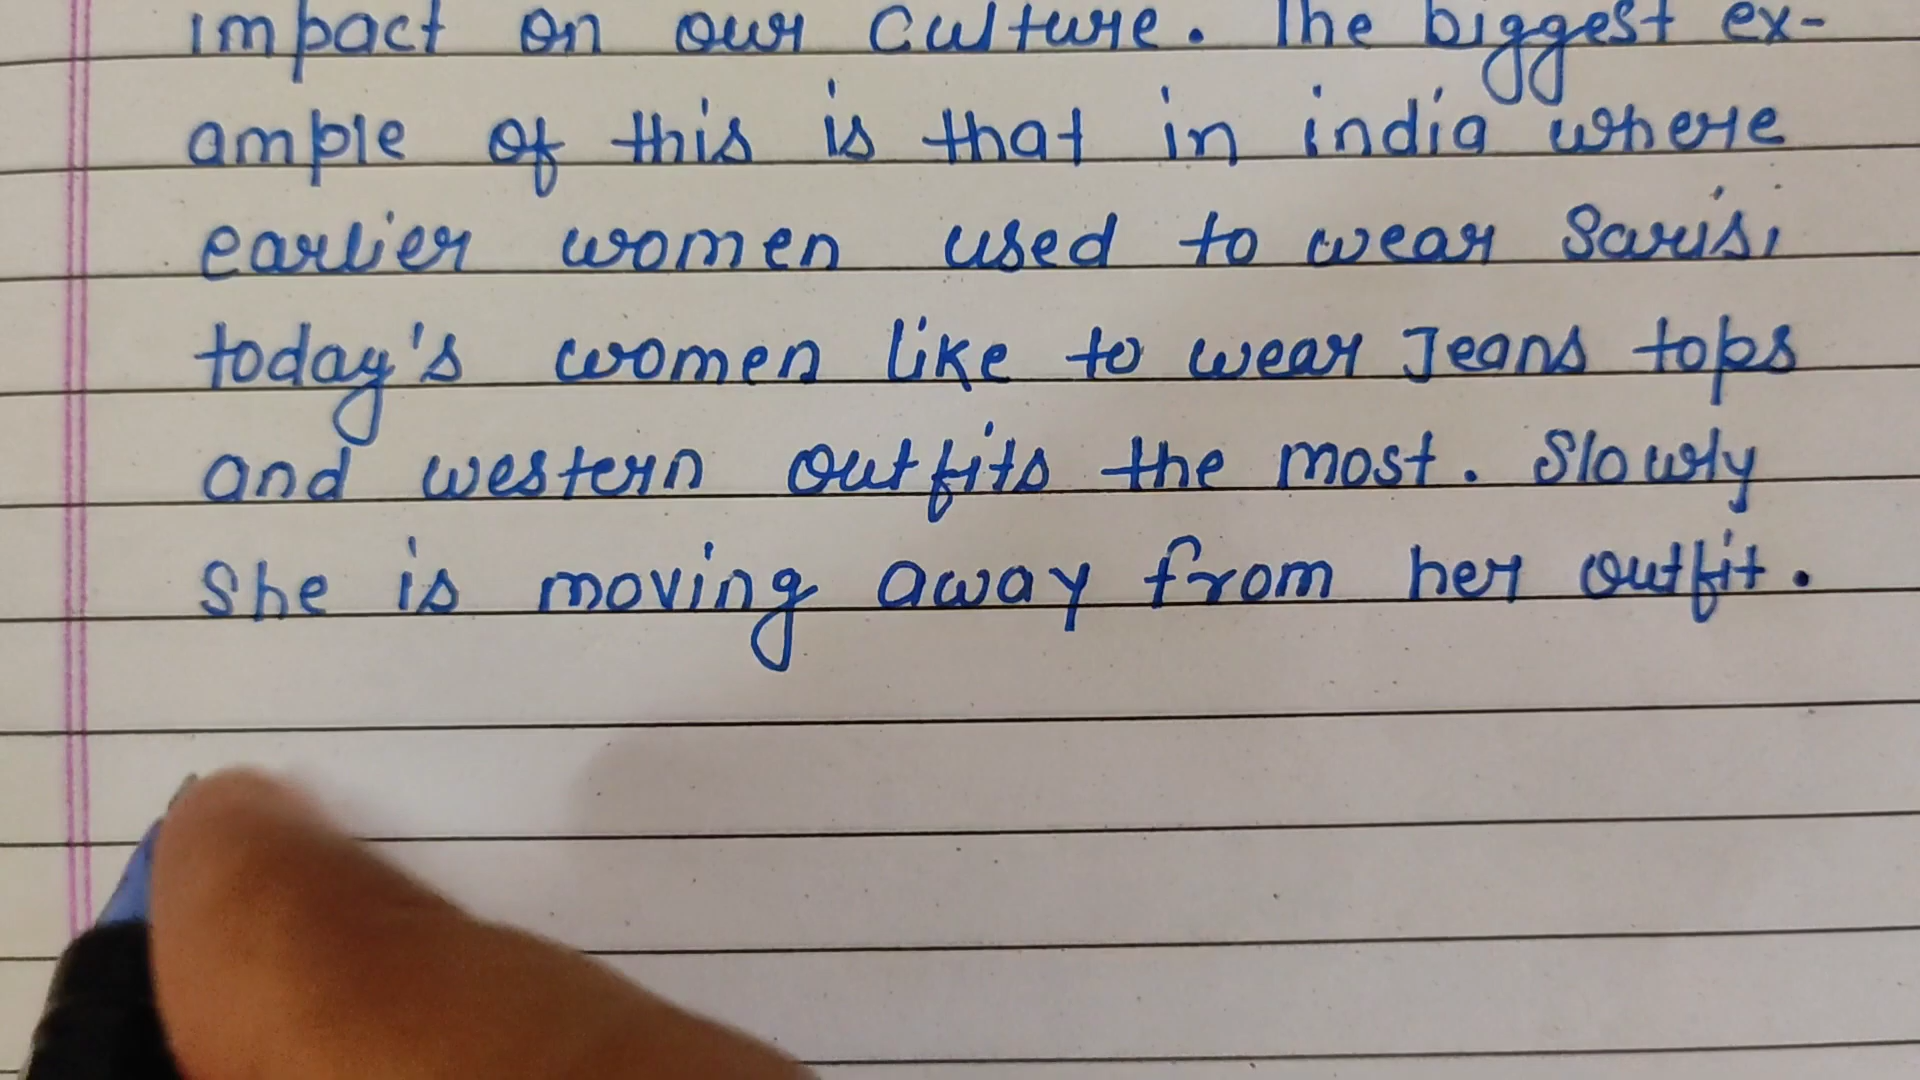 impact on our culture. The biggest ex-
ample of this is that in india where
earlier women used to wear Saris,
today's women like to wear Jeans tops
and western outfits the most. Slowly
She is moving away from her outfit.